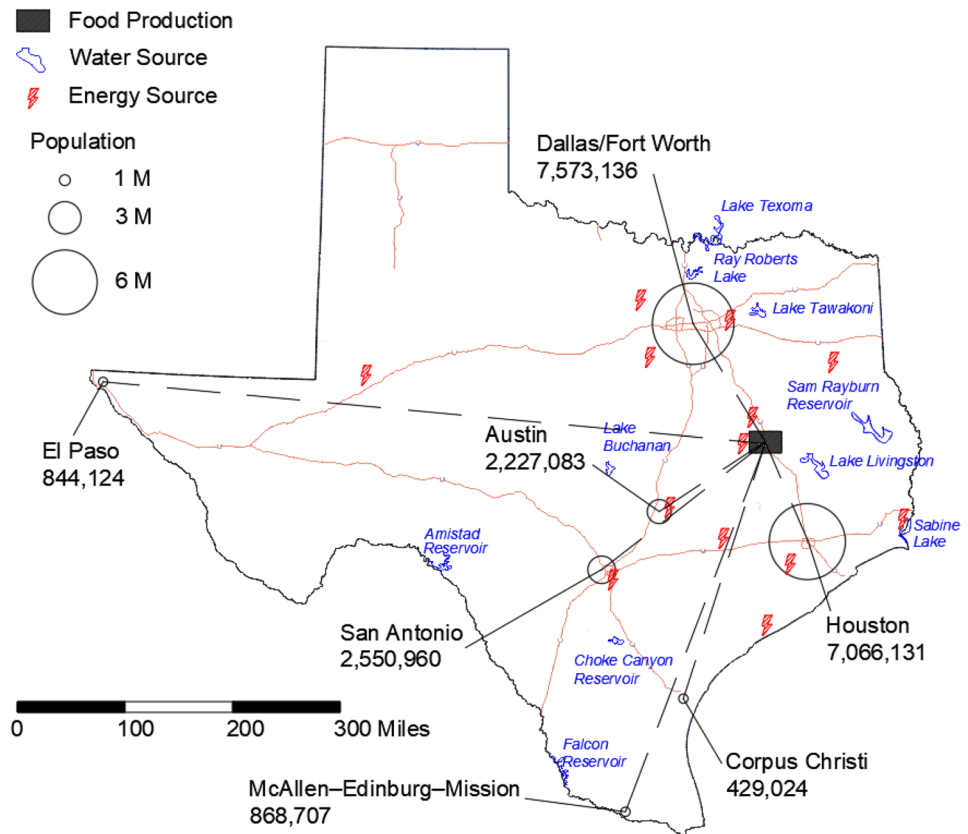 Food Production
Water Source
Energy Source
Population
1 M
3 M
6 M
Dallas/Fort Worth
7,573,136
Lake Texoma
Ray Roberts
Lake
Lake Tawakoni
Sam Rayburn
Reservoir
El Paso
844,124
Austin
2,227,083
Lake
Buchanan
Lake Livingston
Amistad
Reservoir
Sabine
Lake
San Antonio
2,550,960
Houston
7,066,131
Choke Canyon
Reservoir
0 100 200 300 Miles
Falcon
Reservoir
Corpus Christi
429,024
McAllen–Edinburg–Mission
868,707